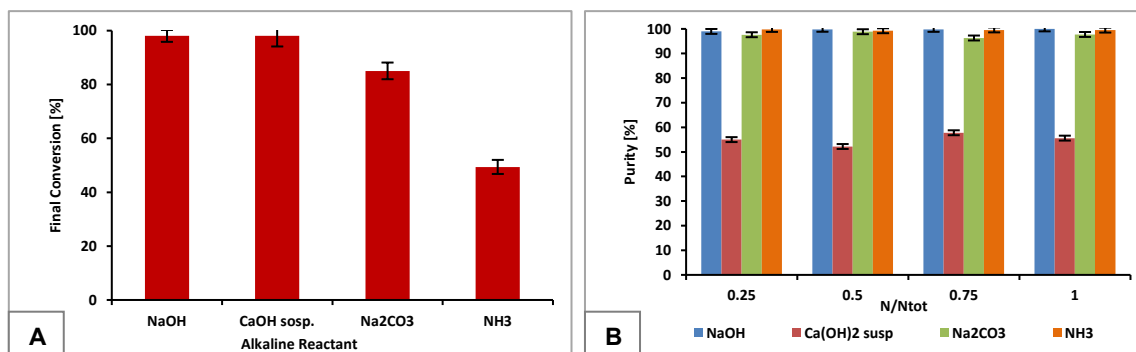 Final Conversion [%]
100
80
60
40
20
0
NaOH CaOH sosp. Na2CO3 NH3
Alkaline Reactant
A
Purity [%]
100
90
80
70
60
50
40
30
20
10
0
0.25 0.5 0.75 1
N/Ntot
NaOH Ca(OH)2 susp Na2CO3 NH3
B